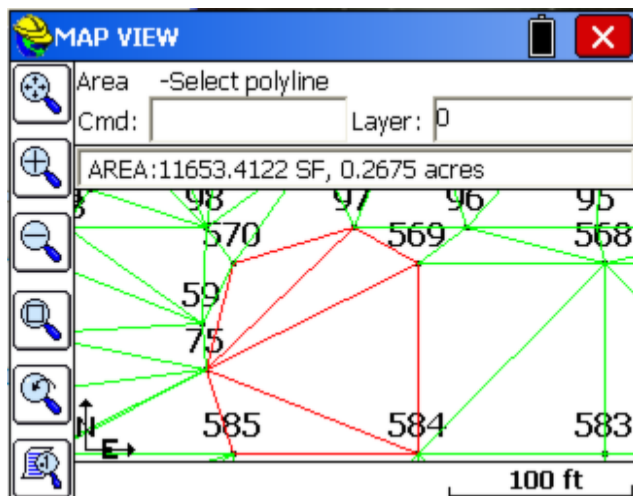 MAP VIEW
Area -Select polyline
Cmd: Layer: 0
AREA:11653.4122 SF, 0.2675 acres
98 97 96 95
570 569 568
59
75
N
E
585 584 583
100 ft